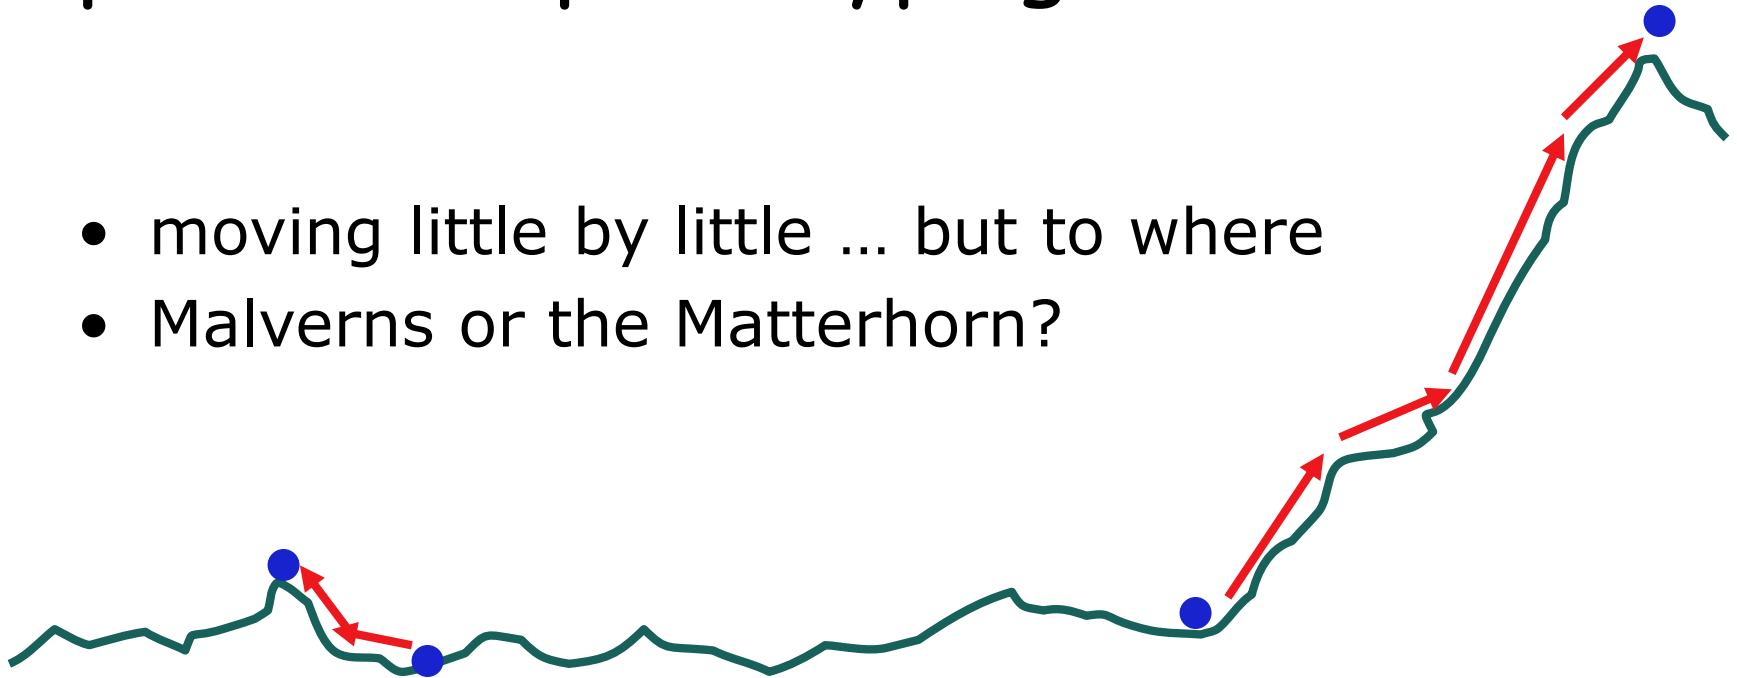 • moving little by little … but to where
• Malverns or the Matterhorn?